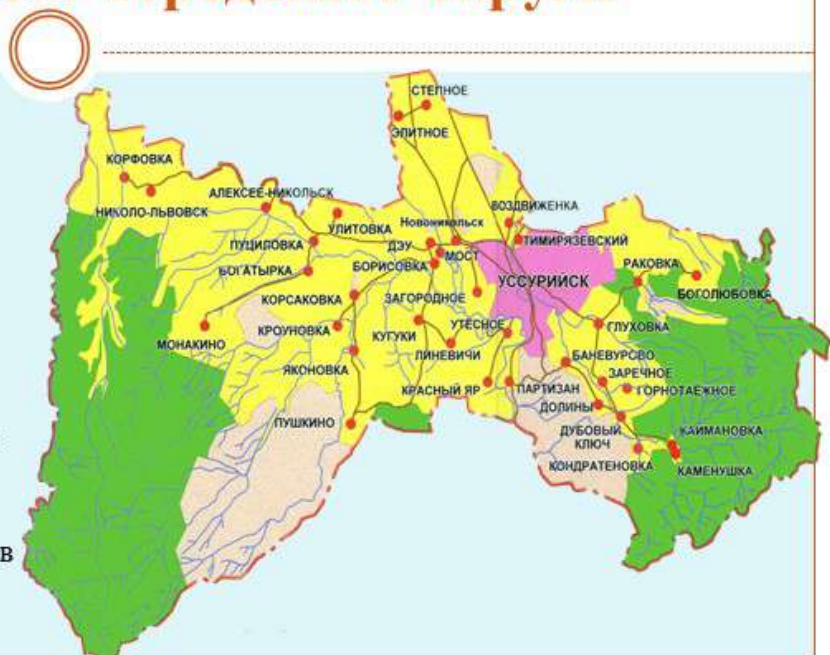 СТЕПНОЕ
ЭЛИТНОЕ
КОРФОВКА
АЛЕКСЕЕ-НИКОЛЬСК
НИКОЛО-ЛЬВОВСК
ВОЗДВИЖЕНКА
УЛИТОВКА
Новоникольск
ТИМИРЯЗЕВСКИЙ
ПУЦИЛОВКА
ДЭУ
МОСТ
БОГАТЫРКА
БОРИСОВКА
РАКОВКА
УССУРИЙСК
БОГОЛЮБОВКА
КОРСАКОВКА
ЗАГОРОДНОЕ
КРОУНОВКА
УТЁСНОЕ
ГЛУХОВКА
МОНАКИНО
КУГУКИ
ЛИНЕВИЧИ
БАНЕВУРОВО
ЯКОНОВКА
ЗАРЕЧНОЕ
КРАСНЫЙ ЯР
ПАРТИЗАН
ГОРНОТАЕЖНОЕ
ДОЛИНЫ
ПУШКИНО
ДУБОВЫЙ
КЛЮЧ
КАЙМАНОВКА
КОНДРАТЕНОВКА
КАМЕНУШКА
в